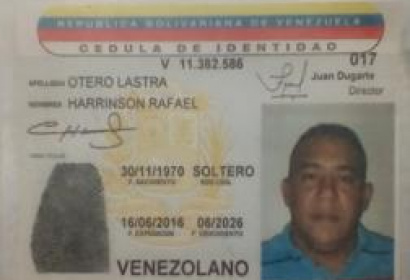 REPUBLICA BOLIVARIANA DE VENEZUELA
CEDULA DE IDENTIDAD
V 11.382.586
017
APELLIDOS OTERO LASTRA
Juan Dugarte
Director
NOMBRES HARRINSON RAFAEL
30/11/1970 SOLTERO
F. NACIMIENTO EDO. CIVIL
16/06/2016 06/2026
F. EXPEDICION F. VENCIMIENTO
VENEZOLANO